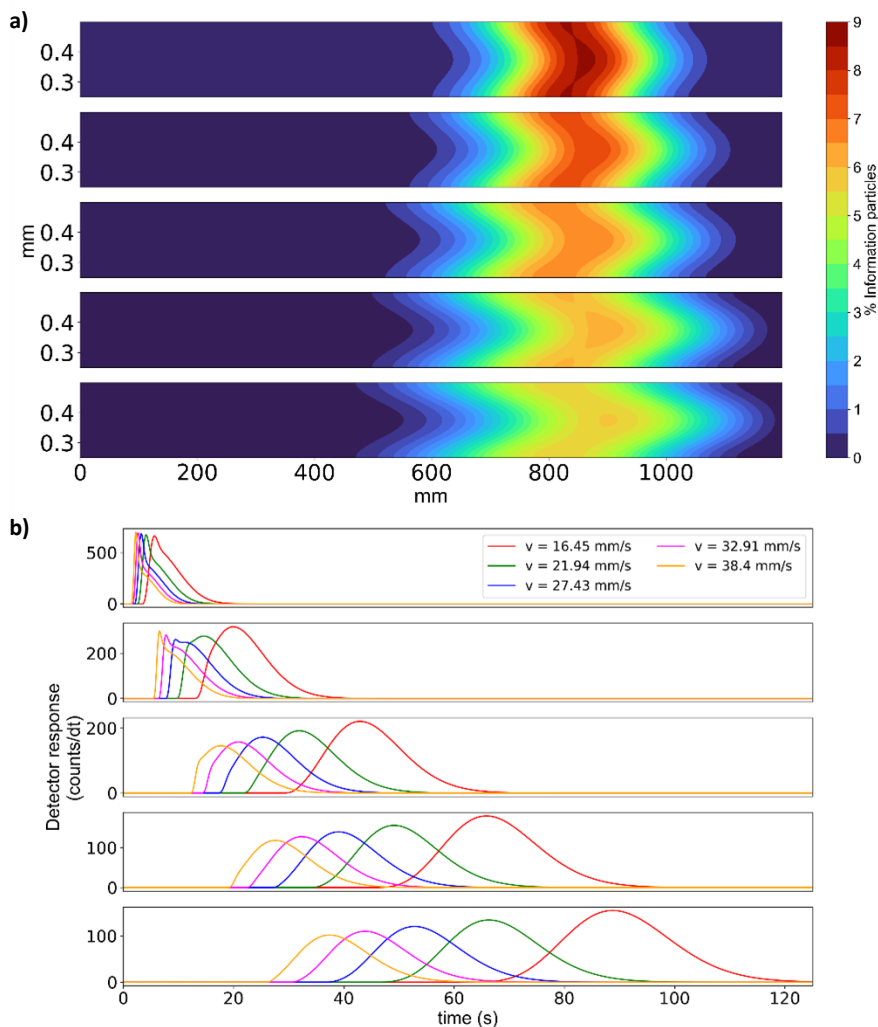 a)
0.4
0.3
0.4
0.3
0.4
0.3
0.4
0.3
0.4
0.3
mm
0 200 400 600 800 1000
mm
9
8
7
6
5
4
3
2
1
0
% Information particles
b)
500
0
200
0
200
100
0
100
0
100
0
v = 16.45 mm/s
v = 21.94 mm/s
v = 27.43 mm/s
v = 32.91 mm/s
v = 38.4 mm/s
Detector response
(counts/dt)
0 20 40 60 80 100 120
time (s)